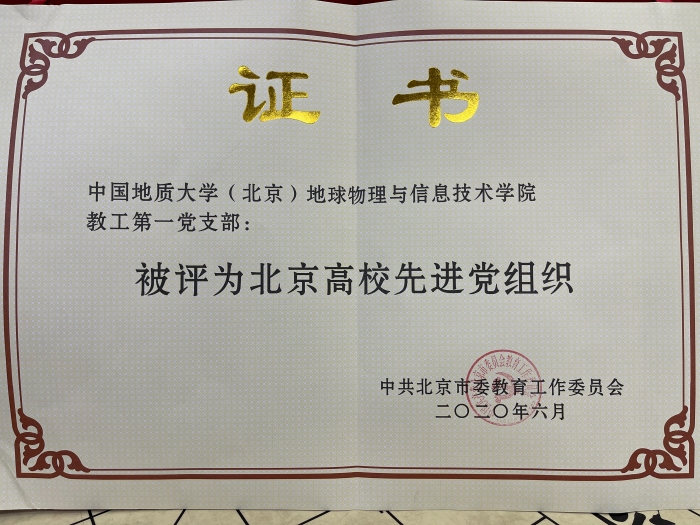 证书
中国地质大学（北京）地球物理与信息技术学院
教工第一党支部：
被评为北京高校先进党组织
中共北京市委教育工作委员会
二〇二〇年六月